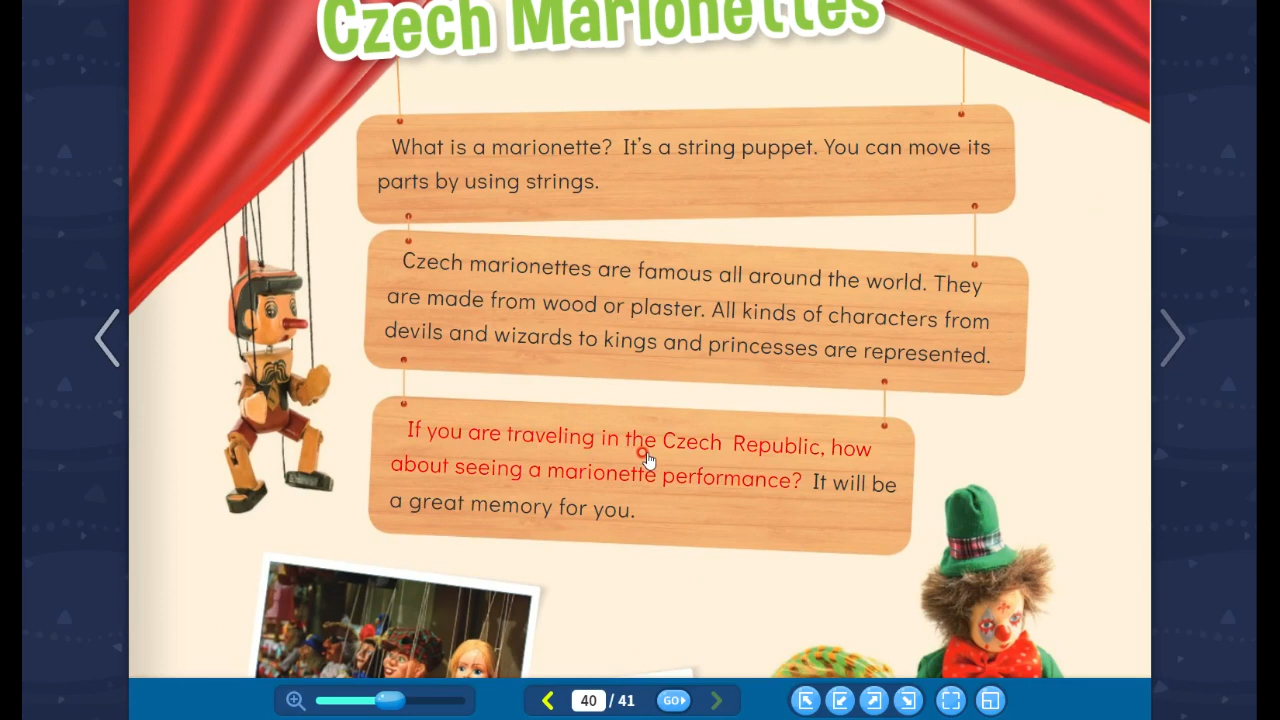 Czech Marionettes
What is a marionette? It's a string puppet. You can move its
parts by using strings.
Czech marionettes are famous all around the world. They
are made from wood or plaster. All kinds of characters from
devils and wizards to kings and princesses are represented.
If you are traveling in the Czech Republic, how
about seeing a marionette performance? It will be
a great memory for you.
40 / 41 GO